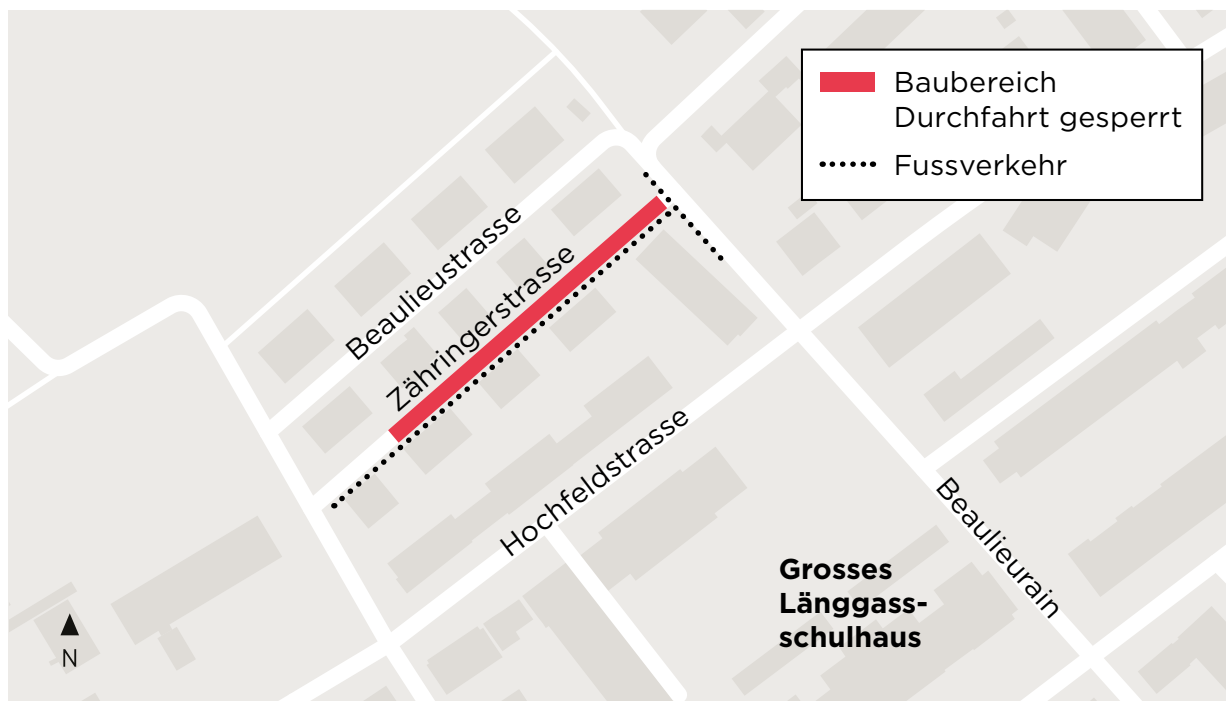 Baubereich
Durchfahrt gesperrt
Fussverkehr
Beaulieustrasse
Zähringerstrasse
Hochfeldstrasse
Beaulieurain
Grosses
Länggass-
schulhaus
N